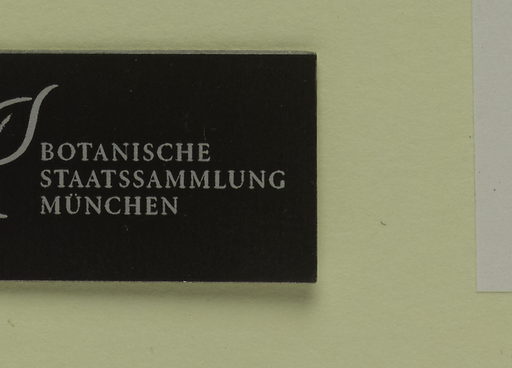 BOTANISCHE
STAATSSAMMLUNG
MÜNCHEN